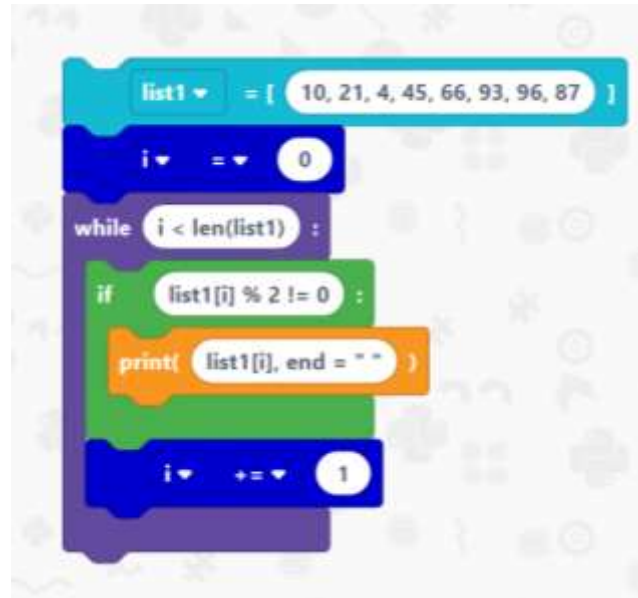 list1 = [ 10, 21, 4, 45, 66, 93, 96, 87 ]
i = 0
while i < len(list1) :
if list1[i] % 2 != 0 :
print( list1[i], end = " " )
i += 1